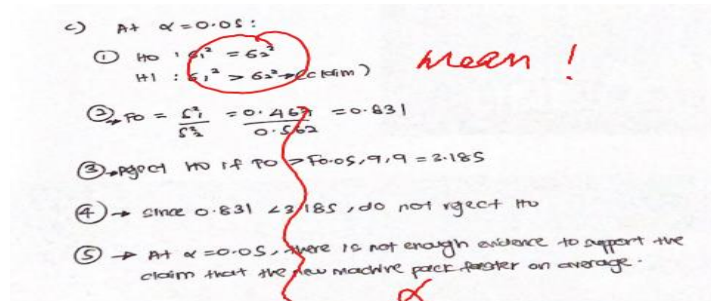 c) At α = 0.05 :
① H0 : σ₁² = σ₂²
H1 : σ₁² > σ₂² → (claim)
mean !
② → F0 = S₁²/S₂² = 0.467/0.562 = 0.831
③ → reject H0 if F0 > F0.05, 9, 9 = 3.185
④ → since 0.831 < 3.185, do not reject H0
⑤ → At α = 0.05, there is not enough evidence to support the
claim that the new machine pack faster on average.